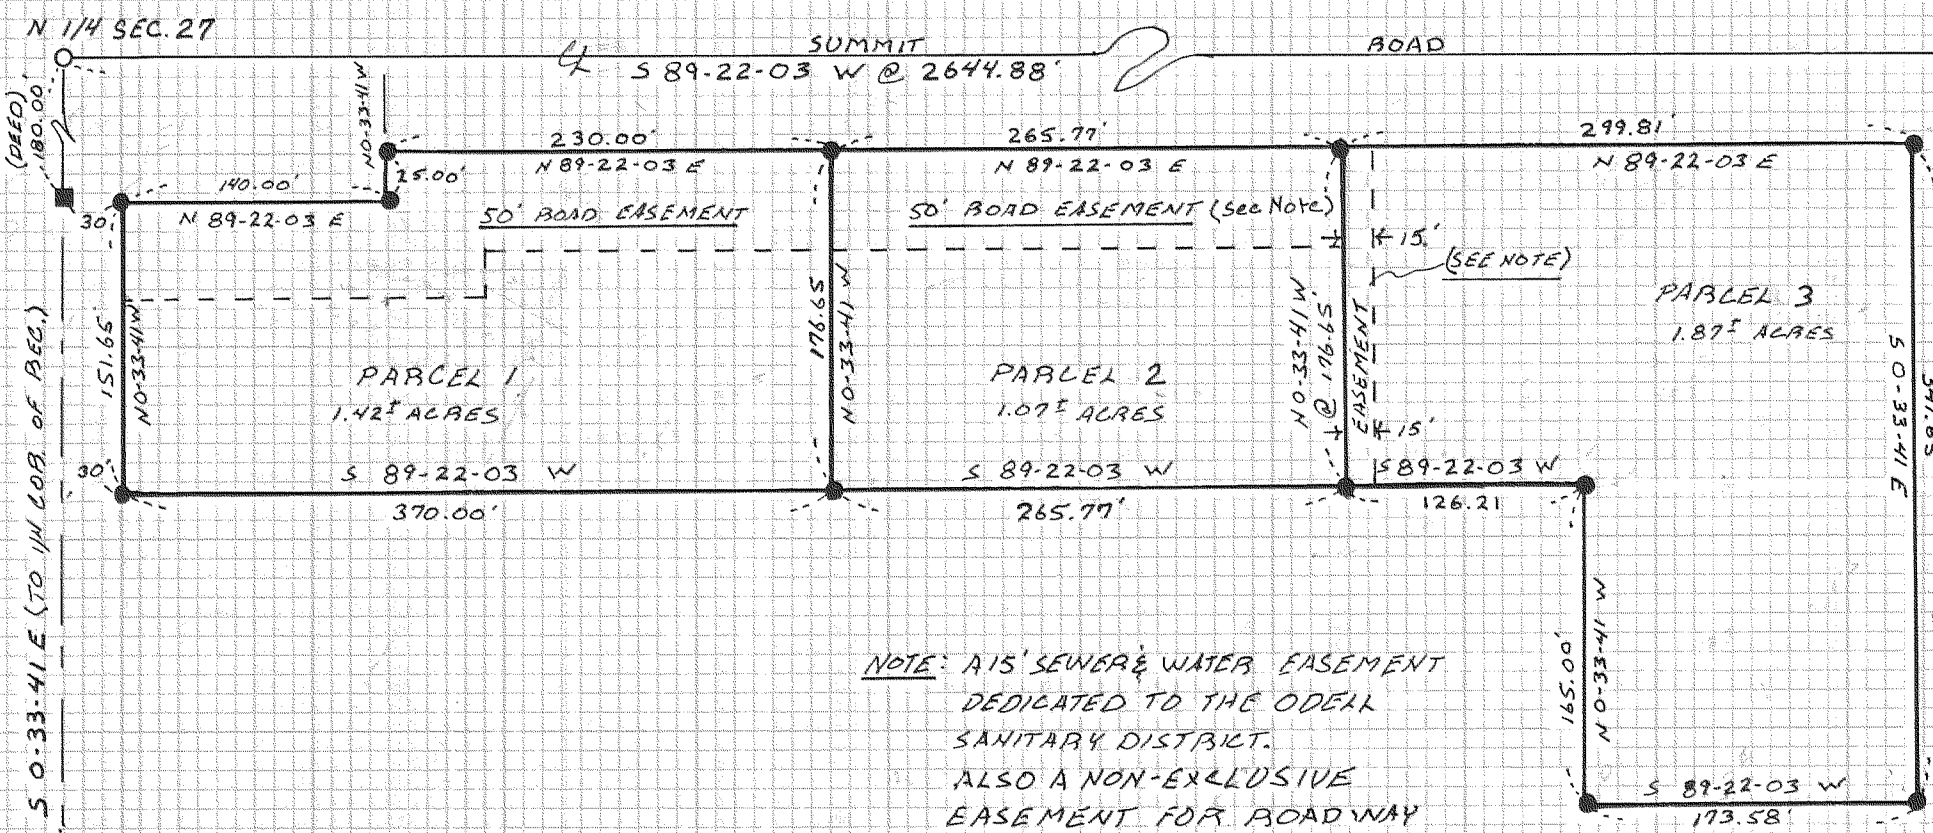 N 1/4 SEC. 27
SUMMIT ROAD
℄ S 89-22-03 W @ 2644.88'
(DEED)
180.00'
N0-33-41 W
230.00'
N 89-22-03 E
265.77'
N 89-22-03 E
299.81'
N 89-22-03 E
25.00'
140.00'
N 89-22-03 E
30'
50' ROAD EASEMENT
50' ROAD EASEMENT (See Note)
15'
(SEE NOTE)
S 0-33-41 E (TO 1/4 COR. OF REC.)
151.65'
N0-33-41W
176.65
N0-33-41 W
N0-33-41 W
@ 176.65'
EASEMENT
PARCEL 1
1.42± ACRES
PARCEL 2
1.07± ACRES
PARCEL 3
1.87± ACRES
S 0-33-41 E
15'
30'
S 89-22-03 W
370.00'
S 89-22-03 W
265.77'
S 89-22-03 W
126.21
165.00'
N 0-33-41 W
NOTE: A 15' SEWER & WATER EASEMENT
DEDICATED TO THE ODELL
SANITARY DISTRICT.
ALSO A NON-EXCLUSIVE
EASEMENT FOR ROADWAY
S 89-22-03 W
173.58'